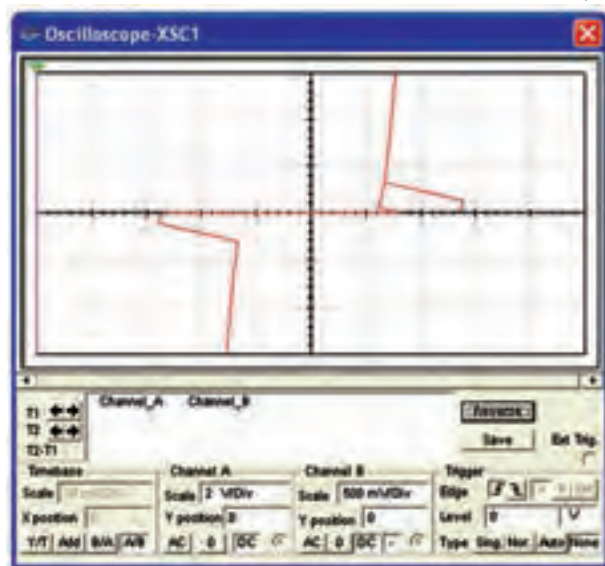 Oscilloscope-XSC1
Channel_A Channel_B
T1
T2
T2-T1
Reverse
Save
Ext Trig.
Timebase
Scale
X position
Y/T Add B/A A/B
Channel A
Scale 2 V/Div
Y position 0
AC 0 DC
Channel B
Scale 500 mV/Div
Y position 0
AC 0 DC -
Trigger
Edge
Level 0 V
Type Sing. Nor. Auto None